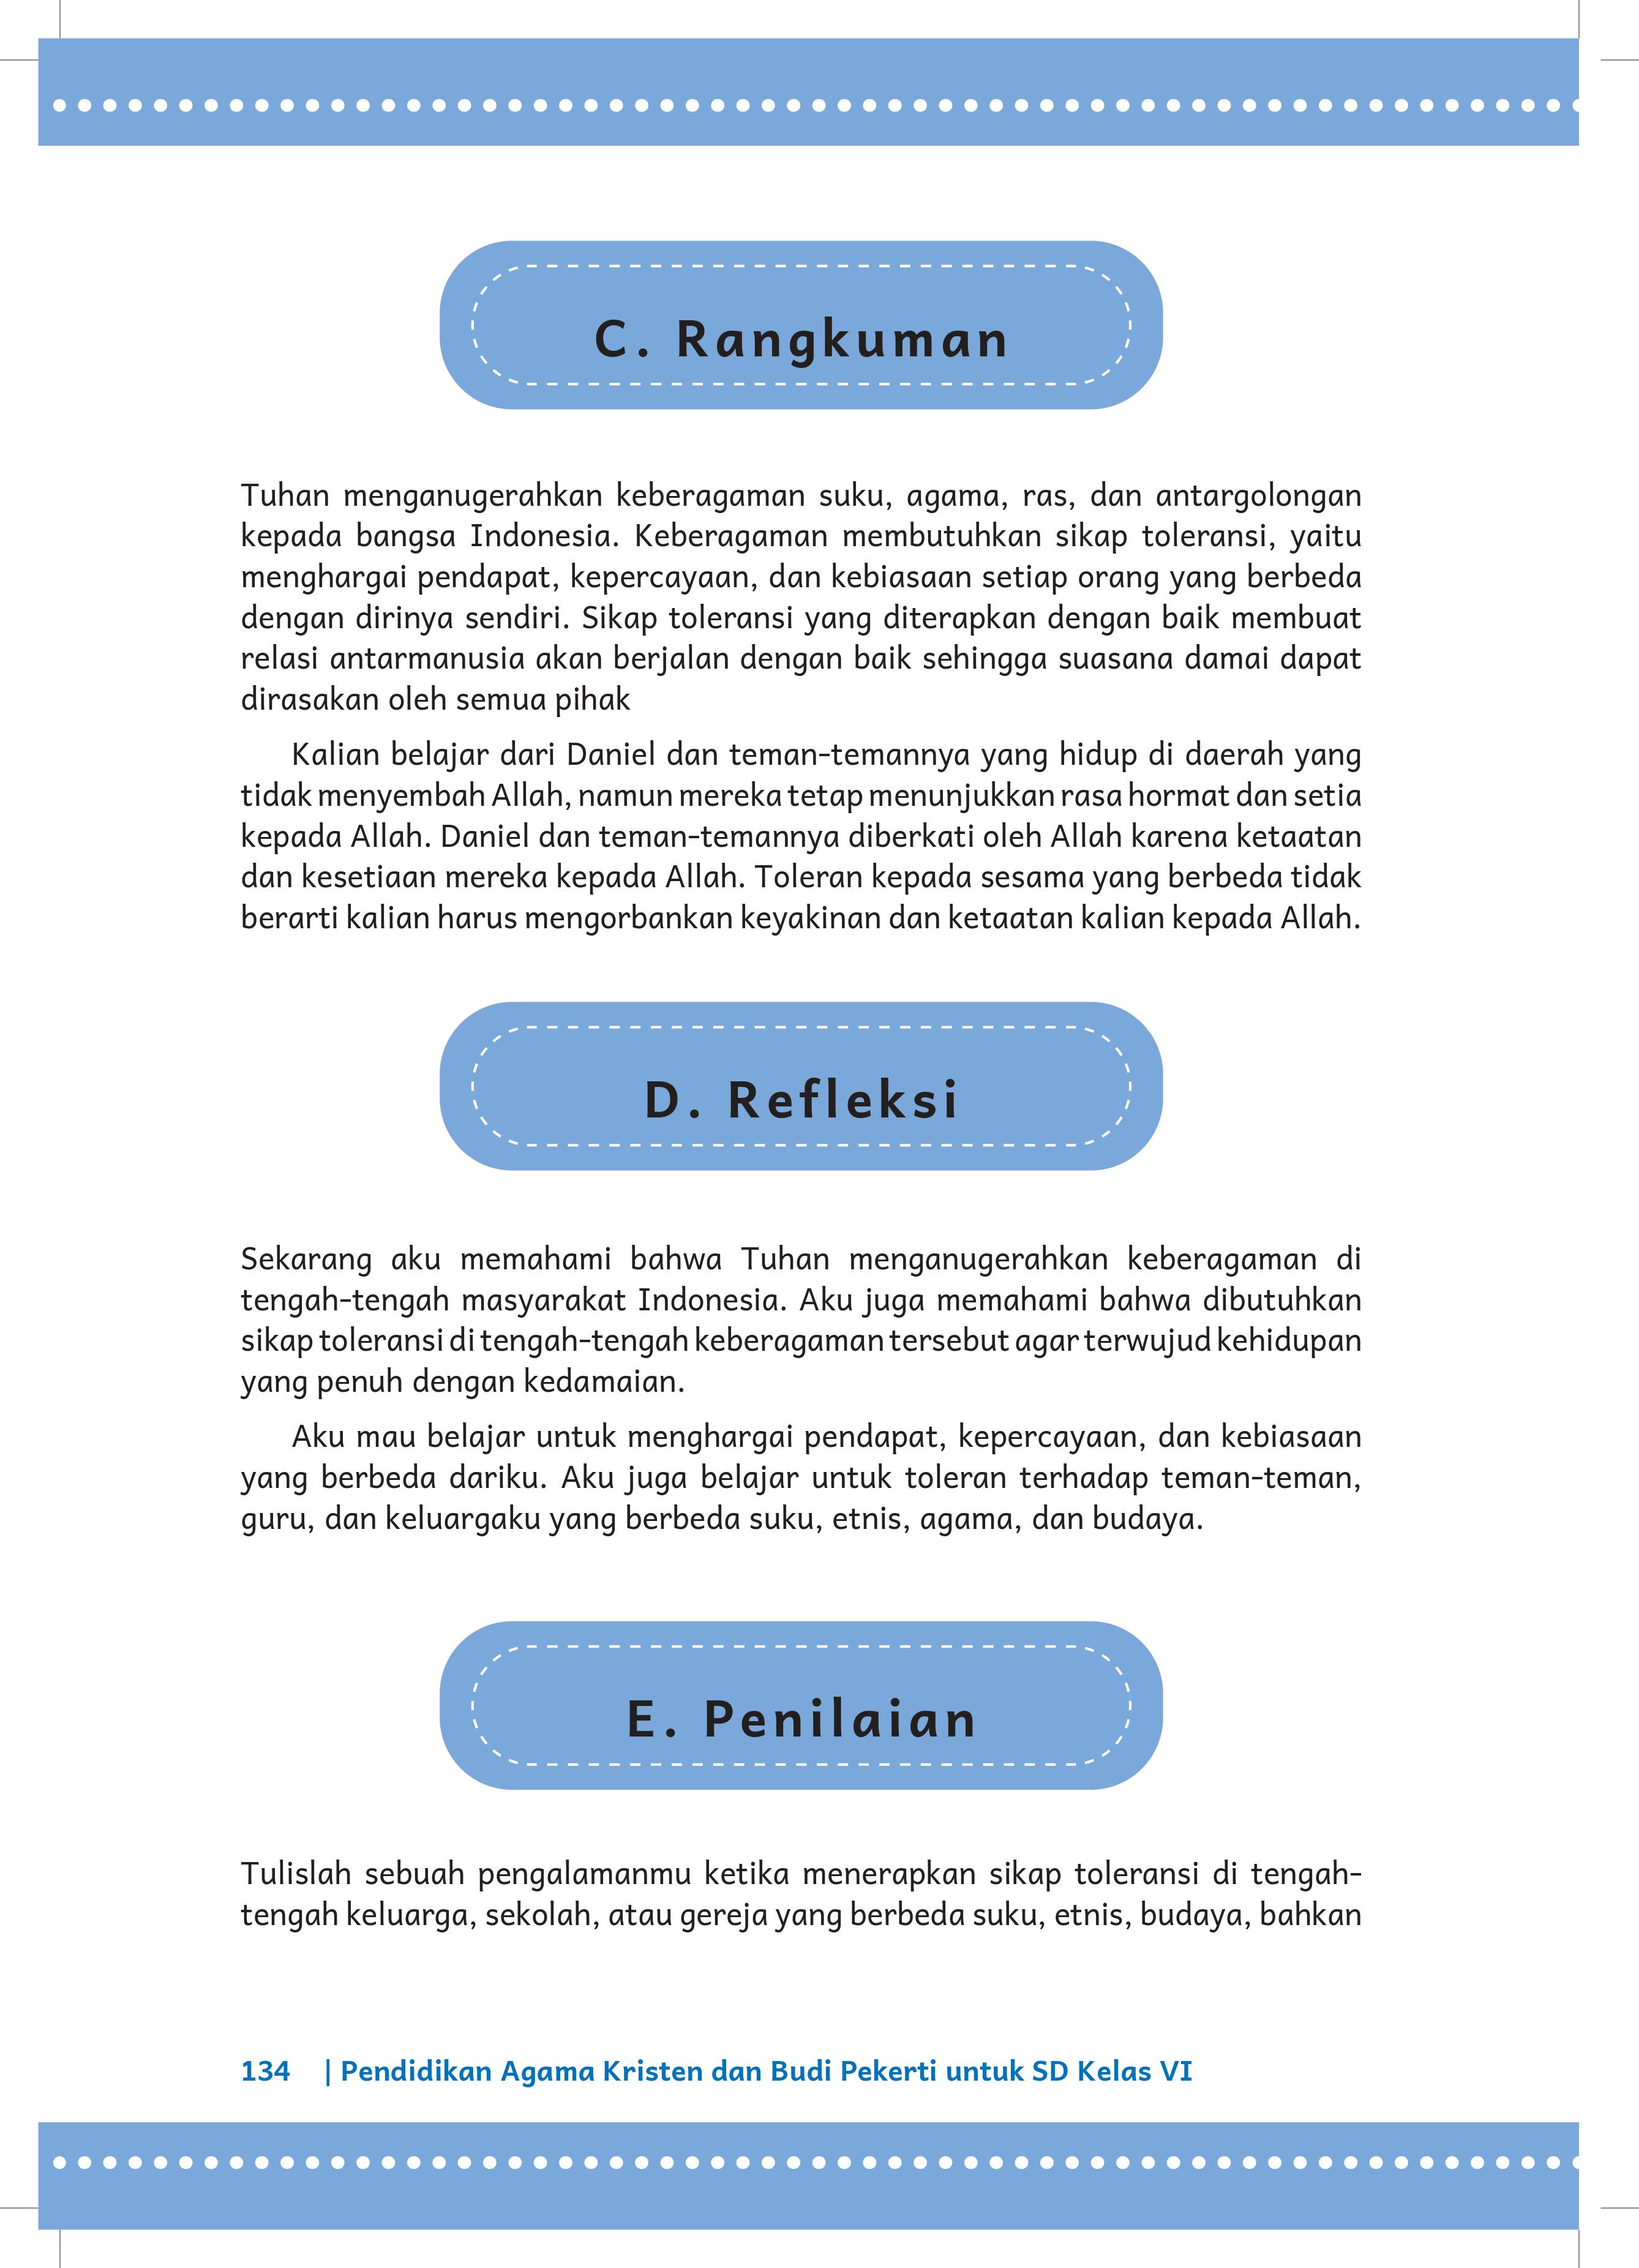 C. Rangkuman
Tuhan menganugerahkan keberagaman suku, agama, ras, dan antargolongan
kepada bangsa Indonesia. Keberagaman membutuhkan sikap toleransi, yaitu
menghargai pendapat, kepercayaan, dan kebiasaan setiap orang yang berbeda
dengan dirinya sendiri. Sikap toleransi yang diterapkan dengan baik membuat
relasi antarmanusia akan berjalan dengan baik sehingga suasana damai dapat
dirasakan oleh semua pihak
Kalian belajar dari Daniel dan teman-temannya yang hidup di daerah yang
tidak menyembah Allah, namun mereka tetap menunjukkan rasa hormat dan setia
kepada Allah. Daniel dan teman-temannya diberkati oleh Allah karena ketaatan
dan kesetiaan mereka kepada Allah. Toleran kepada sesama yang berbeda tidak
berarti kalian harus mengorbankan keyakinan dan ketaatan kalian kepada Allah.
D. Refleksi
Sekarang aku memahami bahwa Tuhan menganugerahkan keberagaman di
tengah-tengah masyarakat Indonesia. Aku juga memahami bahwa dibutuhkan
sikap toleransi di tengah-tengah keberagaman tersebut agar terwujud kehidupan
yang penuh dengan kedamaian.
Aku mau belajar untuk menghargai pendapat, kepercayaan, dan kebiasaan
yang berbeda dariku. Aku juga belajar untuk toleran terhadap teman-teman,
guru, dan keluargaku yang berbeda suku, etnis, agama, dan budaya.
E. Penilaian
Tulislah sebuah pengalamanmu ketika menerapkan sikap toleransi di tengah-
tengah keluarga, sekolah, atau gereja yang berbeda suku, etnis, budaya, bahkan
134 | Pendidikan Agama Kristen dan Budi Pekerti untuk SD Kelas VI